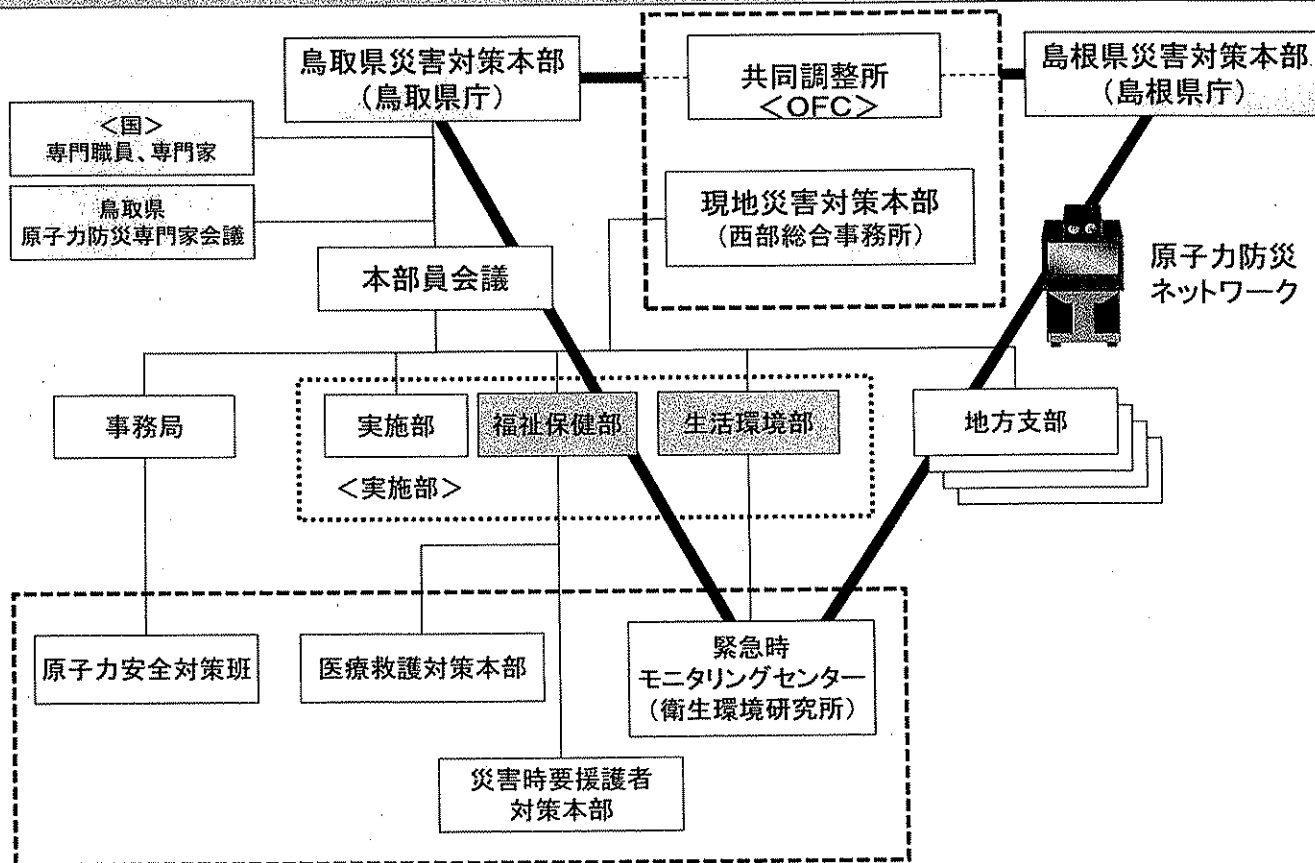 鳥取県災害対策本部
(鳥取県庁)
共同調整所
<OFC>
島根県災害対策本部
(島根県庁)
<国>
専門職員、専門家
鳥取県
原子力防災専門家会議
現地災害対策本部
(西部総合事務所)
原子力防災
ネットワーク
本部員会議
事務局
実施部
福祉保健部
生活環境部
地方支部
<実施部>
原子力安全対策班
医療救護対策本部
緊急時
モニタリングセンター
(衛生環境研究所)
災害時要援護者
対策本部